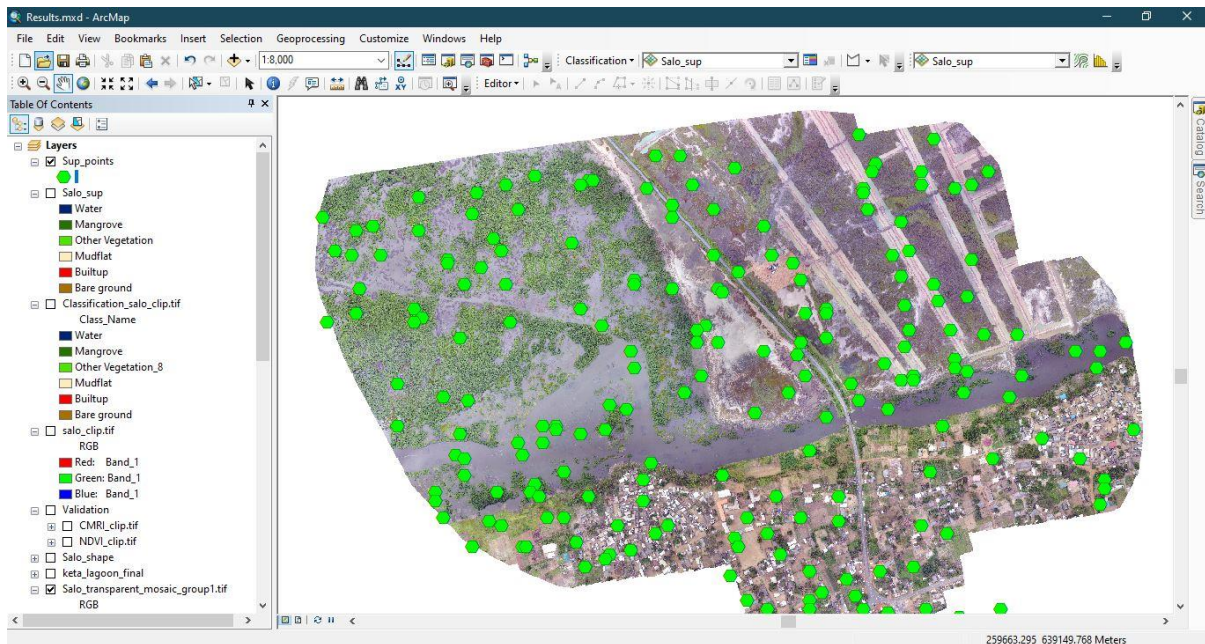 Results.mxd - ArcMap
File Edit View Bookmarks Insert Selection Geoprocessing Customize Windows Help
1:8,000
Classification
Salo_sup
Salo_sup
Editor
Table Of Contents
Layers
Sup_points
Salo_sup
Water
Mangrove
Other Vegetation
Mudflat
Builtup
Bare ground
Classification_salo_clip.tif
Class_Name
Water
Mangrove
Other Vegetation_8
Mudflat
Builtup
Bare ground
salo_clip.tif
RGB
Red: Band_1
Green: Band_1
Blue: Band_1
Validation
CMRI_clip.tif
NDVI_clip.tif
Salo_shape
keta_lagoon_final
Salo_transparent_mosaic_group1.tif
RGB
Catalog
Search
259663.295 639149.768 Meters